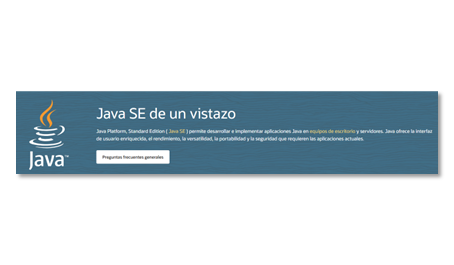 Java SE de un vistazo
Java Platform, Standard Edition ( Java SE ) permite desarrollar e implementar aplicaciones Java en equipos de escritorio y servidores. Java ofrece la interfaz
de usuario enriquecida, el rendimiento, la versatilidad, la portabilidad y la seguridad que requieren las aplicaciones actuales.
Preguntas frecuentes generales
Java™